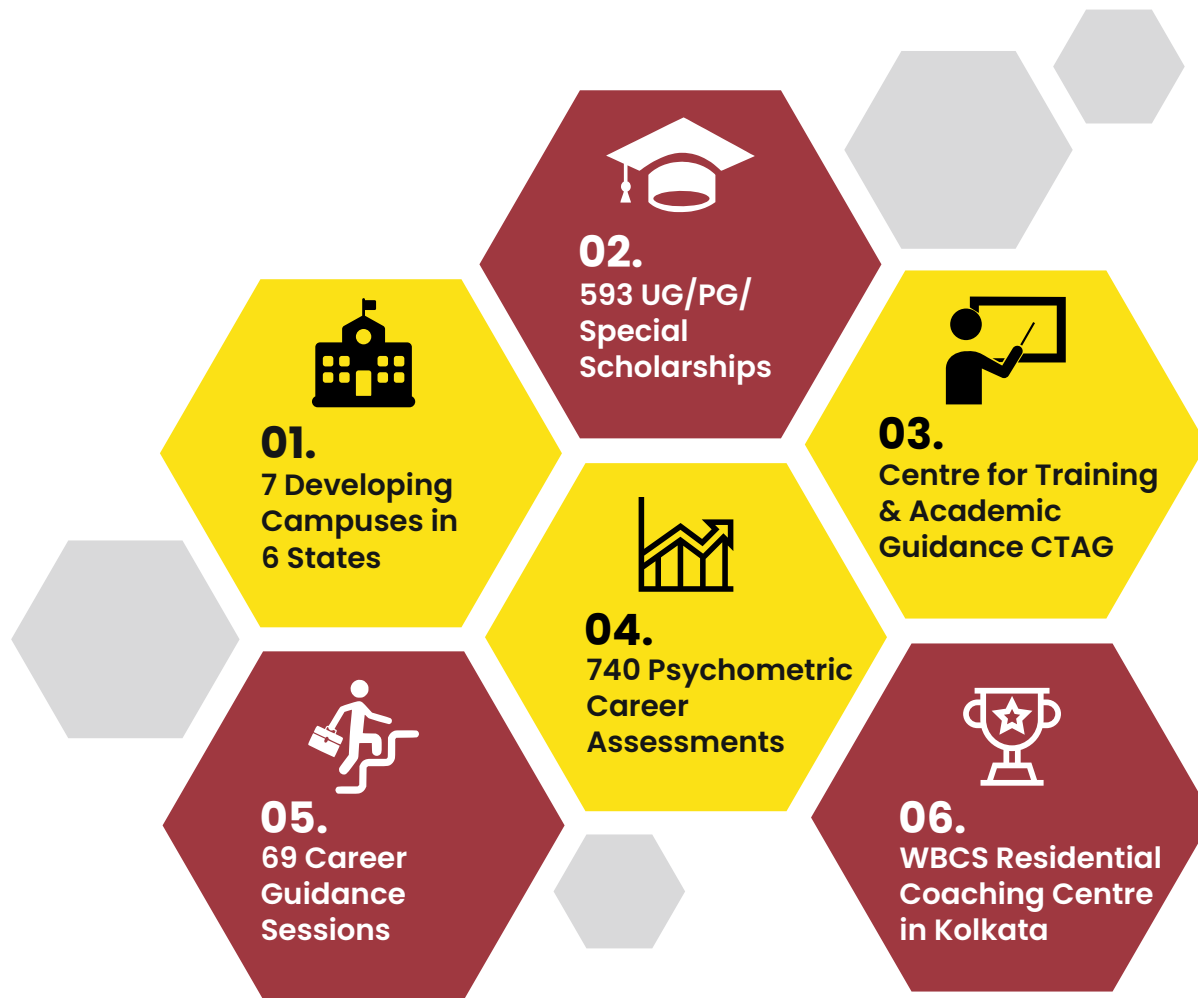 01.
7 Developing
Campuses in
6 States
02.
593 UG/PG/
Special
Scholarships
03.
Centre for Training
& Academic
Guidance CTAG
04.
740 Psychometric
Career
Assessments
05.
69 Career
Guidance
Sessions
06.
WBCS Residential
Coaching Centre
in Kolkata